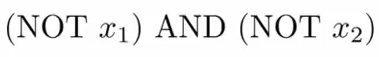 (NOT x₁) AND (NOT x₂)